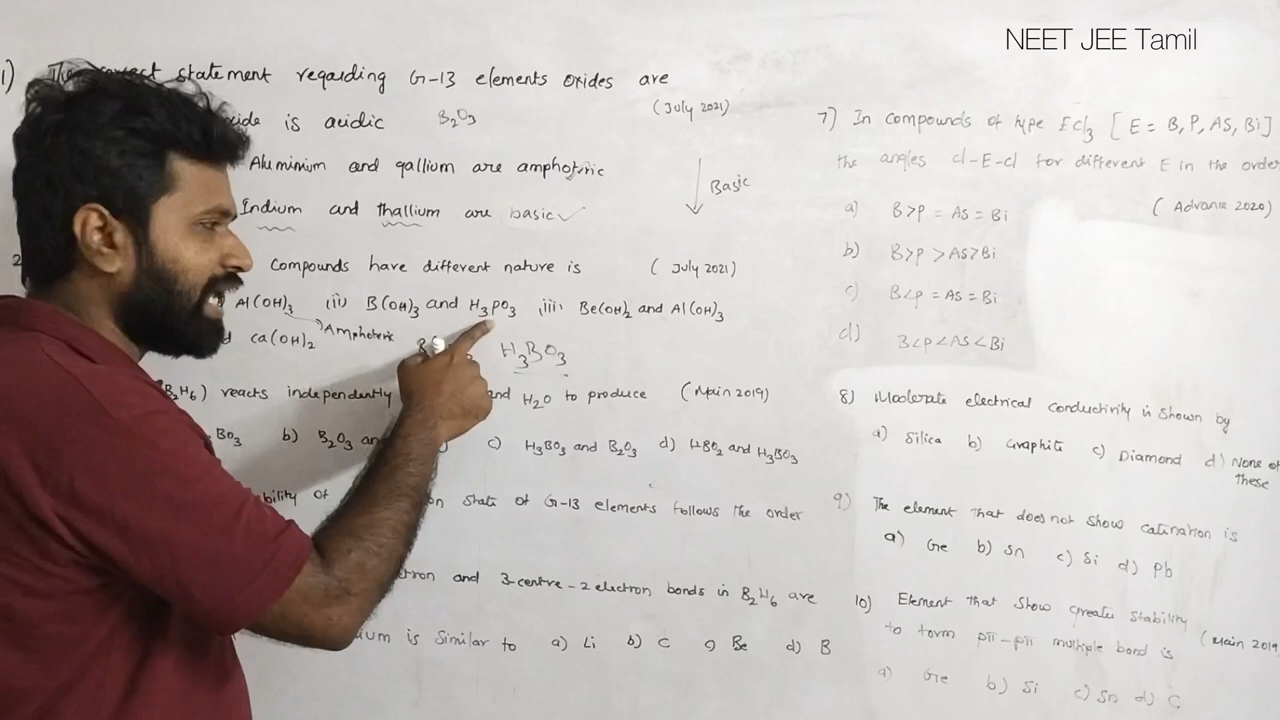 NEET JEE Tamil
1) The correct statement regarding G-13 elements oxides are
(July 2021)
oxide is acidic B₂O₃
Aluminium and gallium are amphoteric
Indium and thallium are basic ✓
Basic
Compounds have different nature is (July 2021)
Al(OH)₃ (ii) B(OH)₃ and H₃PO₃ (iii) Be(OH)₂ and Al(OH)₃
Ca(OH)₂ Amphoteric H₃BO₃
(B₂H₆) reacts independently and H₂O to produce (Main 2019)
BO₃ b) B₂O₃ c) H₃BO₃ and B₂O₃ d) HBO₂ and H₃BO₃
of state of G-13 elements follows the order
and 3-centre-2 electron bonds in B₂H₆ are
is similar to a) Li b) C c) Be d) B
7) In compounds of type ECl₃ [E = B, P, AS, Bi]
the angles cl-E-cl for different E in the order
(Advance 2020)
a) B>P = AS = Bi
b) B>P >AS>Bi
c) B<P = AS = Bi
d) B<P<AS<Bi
8) Moderate electrical conductivity is shown by
a) Silica b) Graphite c) Diamond d) None of
these
9) The element that does not show catination is
a) Ge b) Sn c) Si d) Pb
10) Element that show greater stability
to form pπ-pπ multiple bond is (Main 2019
a) Ge b) Si c) Sn d) C